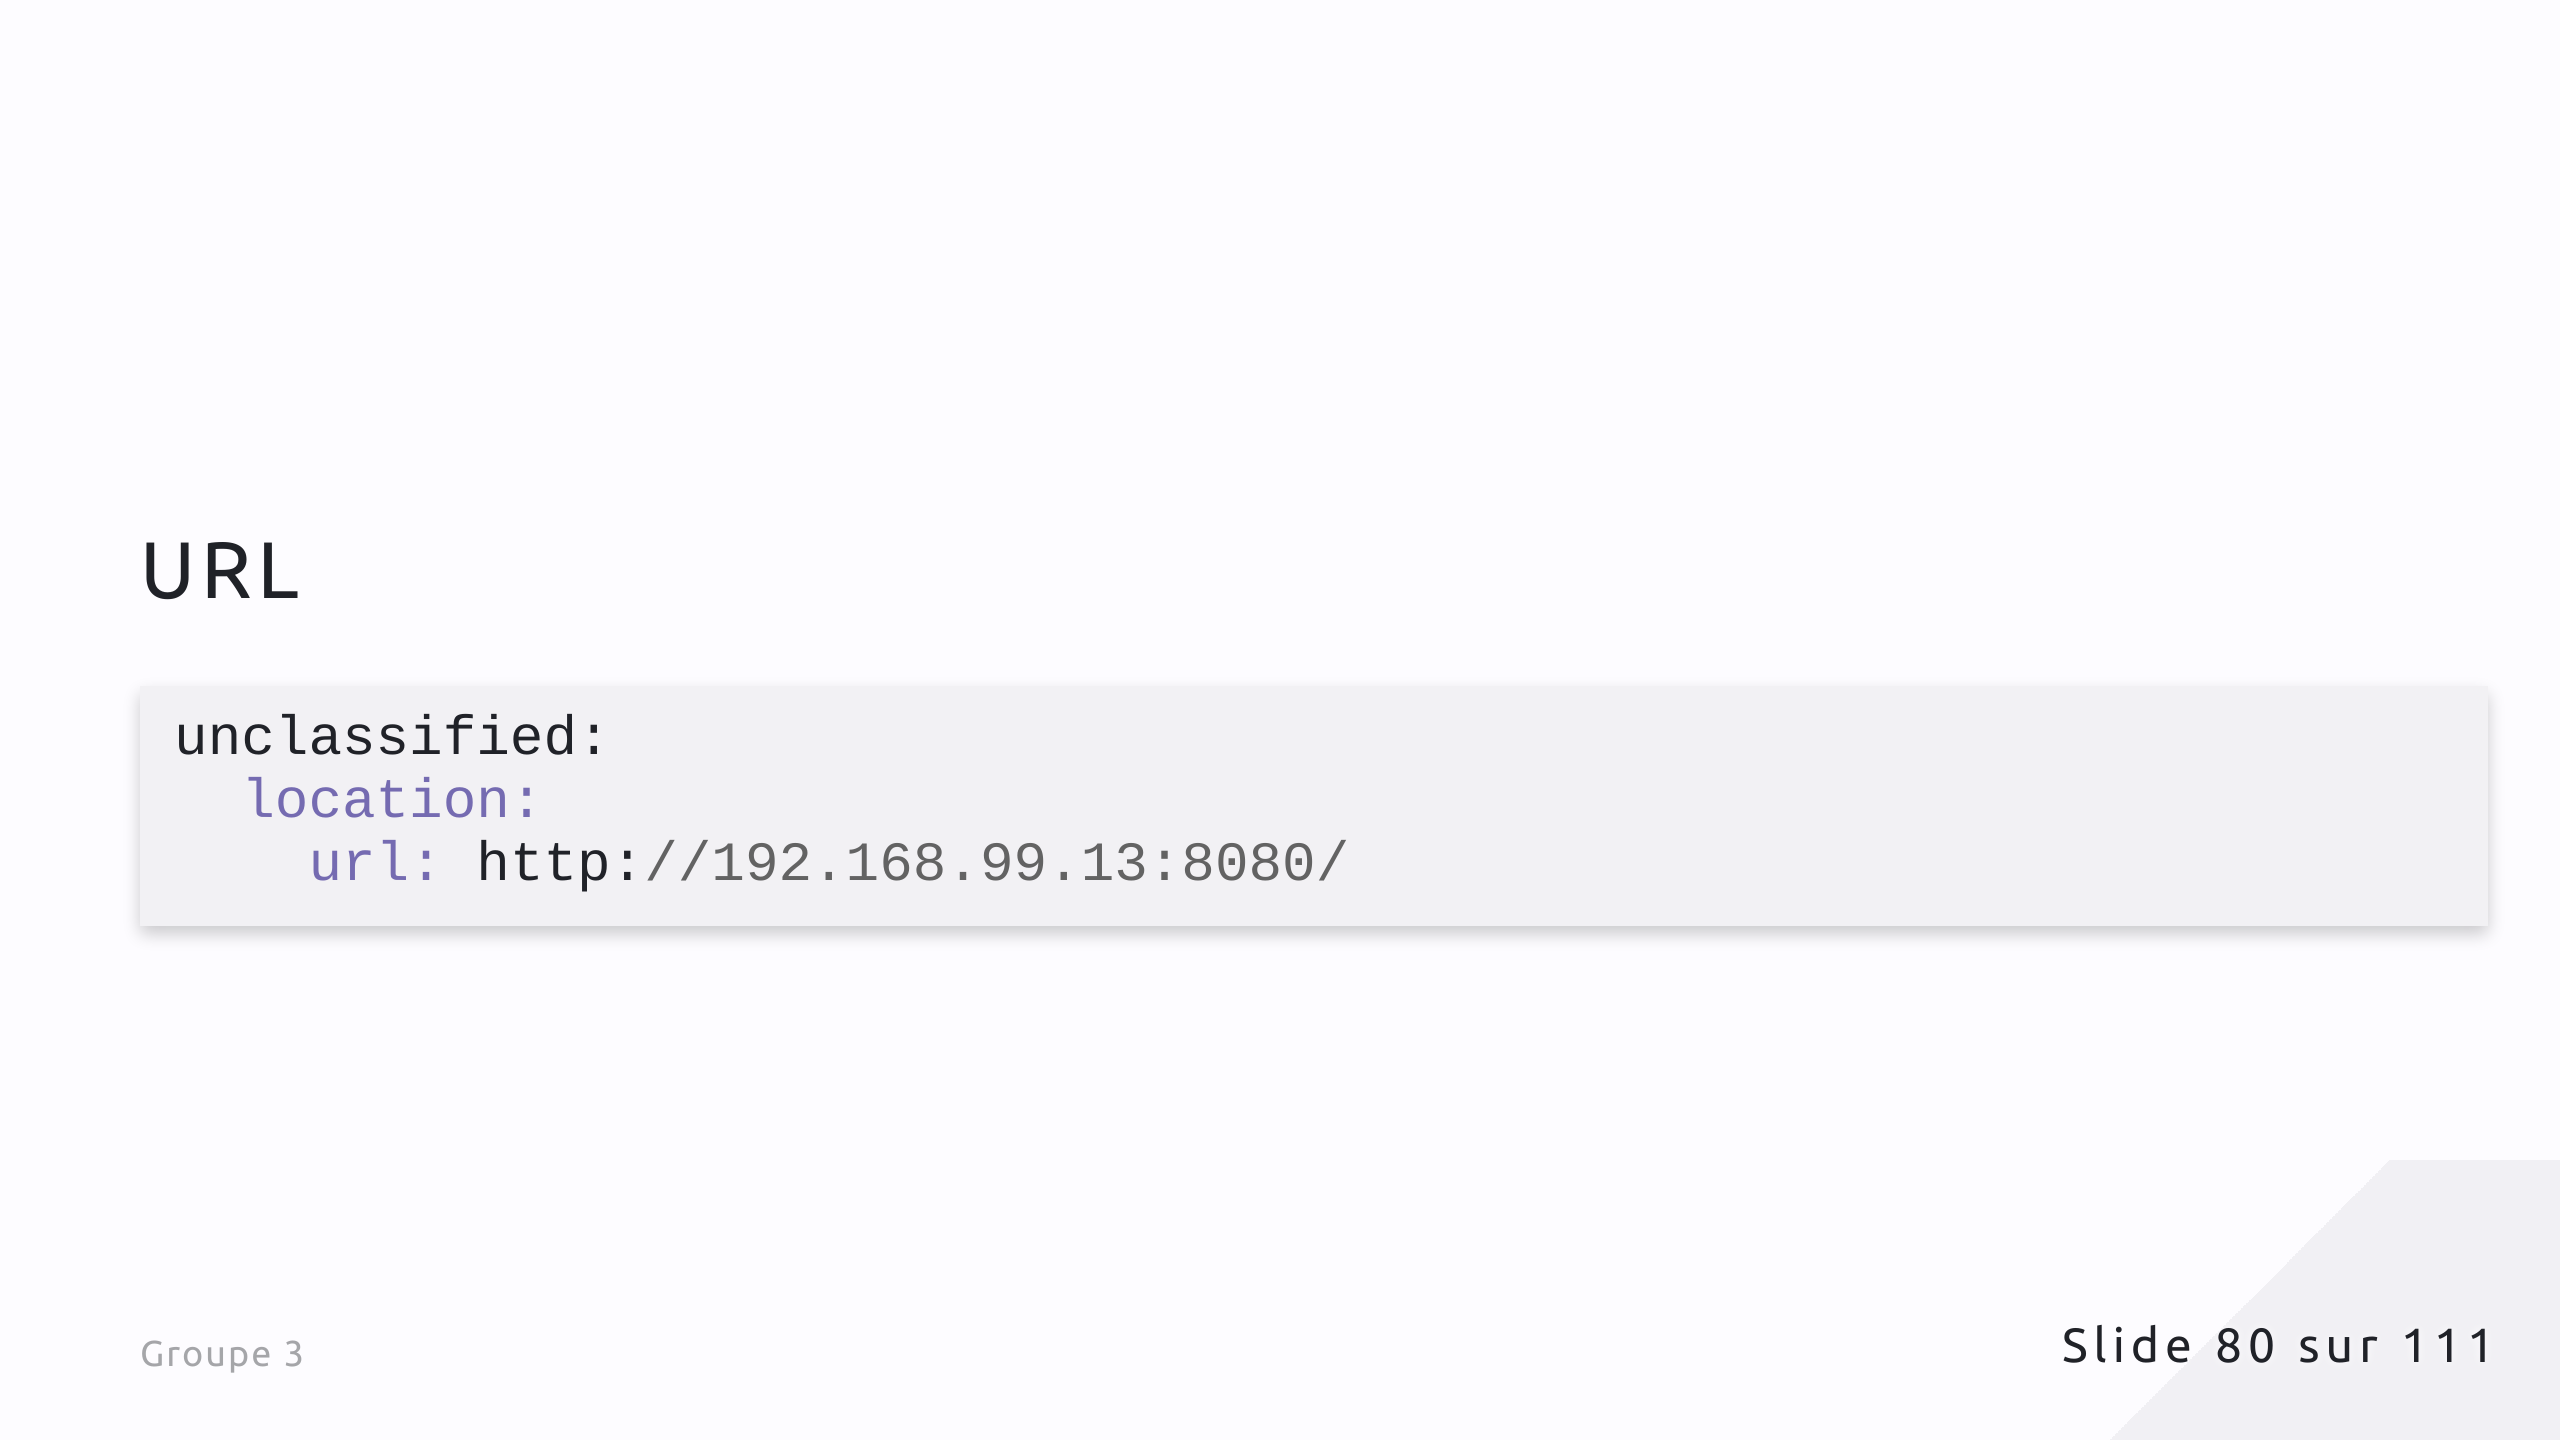 URL
unclassified:
  location:
    url: http://192.168.99.13:8080/
Groupe 3
Slide 80 sur 111